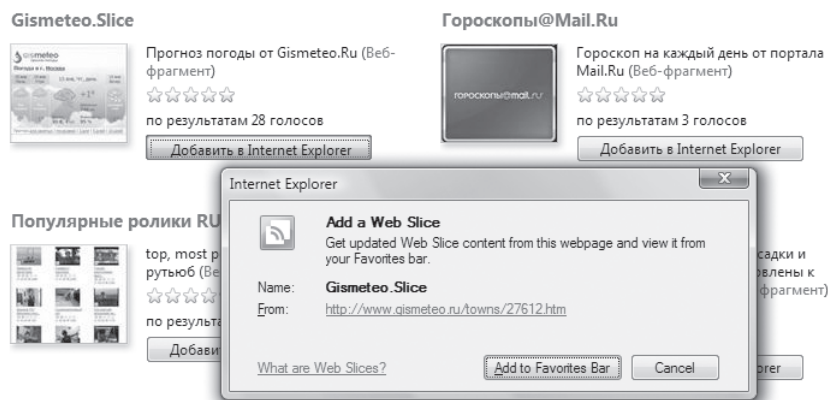 Gismeteo.Slice
Прогноз погоды от Gismeteo.Ru (Веб-
фрагмент)
по результатам 28 голосов
Добавить в Internet Explorer
Гороскопы@Mail.Ru
гороскопы@mail.ru
Гороскоп на каждый день от портала
Mail.Ru (Веб-фрагмент)
по результатам 3 голосов
Добавить в Internet Explorer
Популярные ролики RU
top, most p
рутьюб (Ве
по результа
Добави
Internet Explorer
Add a Web Slice
Get updated Web Slice content from this webpage and view it from
your Favorites bar.
Name: Gismeteo.Slice
From: http://www.gismeteo.ru/towns/27612.htm
What are Web Slices?
Add to Favorites Bar
Cancel
садки и
овлены к
фрагмент)
orer